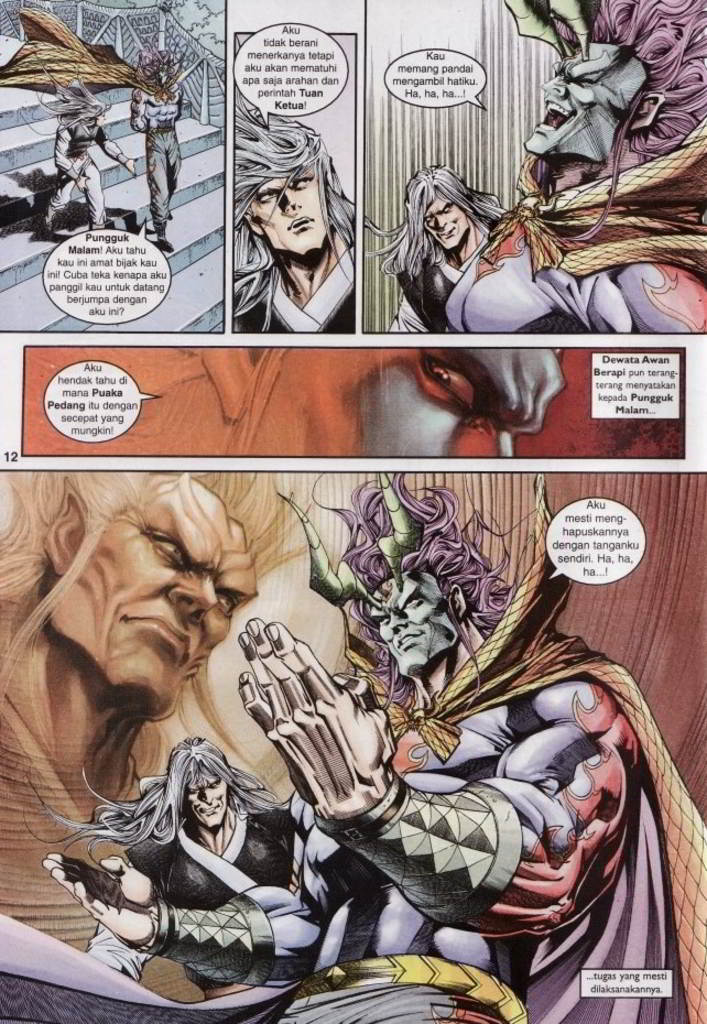 Pungguk
Malam! Aku tahu
kau ini amat bijak kau
ini! Cuba teka kenapa aku
panggil kau untuk datang
berjumpa dengan
aku ini?
Aku
tidak berani
menerkanya tetapi
aku akan mematuhi
apa saja arahan dan
perintah Tuan
Ketua!
Kau
memang pandai
mengambil hatiku.
Ha, ha, ha...!
Aku
hendak tahu di
mana Puaka
Pedang itu dengan
secepat yang
mungkin!
Dewata Awan
Berapi pun terang-
terang menyatakan
kepada Pungguk
Malam...
12
Aku
mesti meng-
hapuskannya
dengan tanganku
sendiri. Ha, ha,
ha...!
...tugas yang mesti
dilaksanakannya.